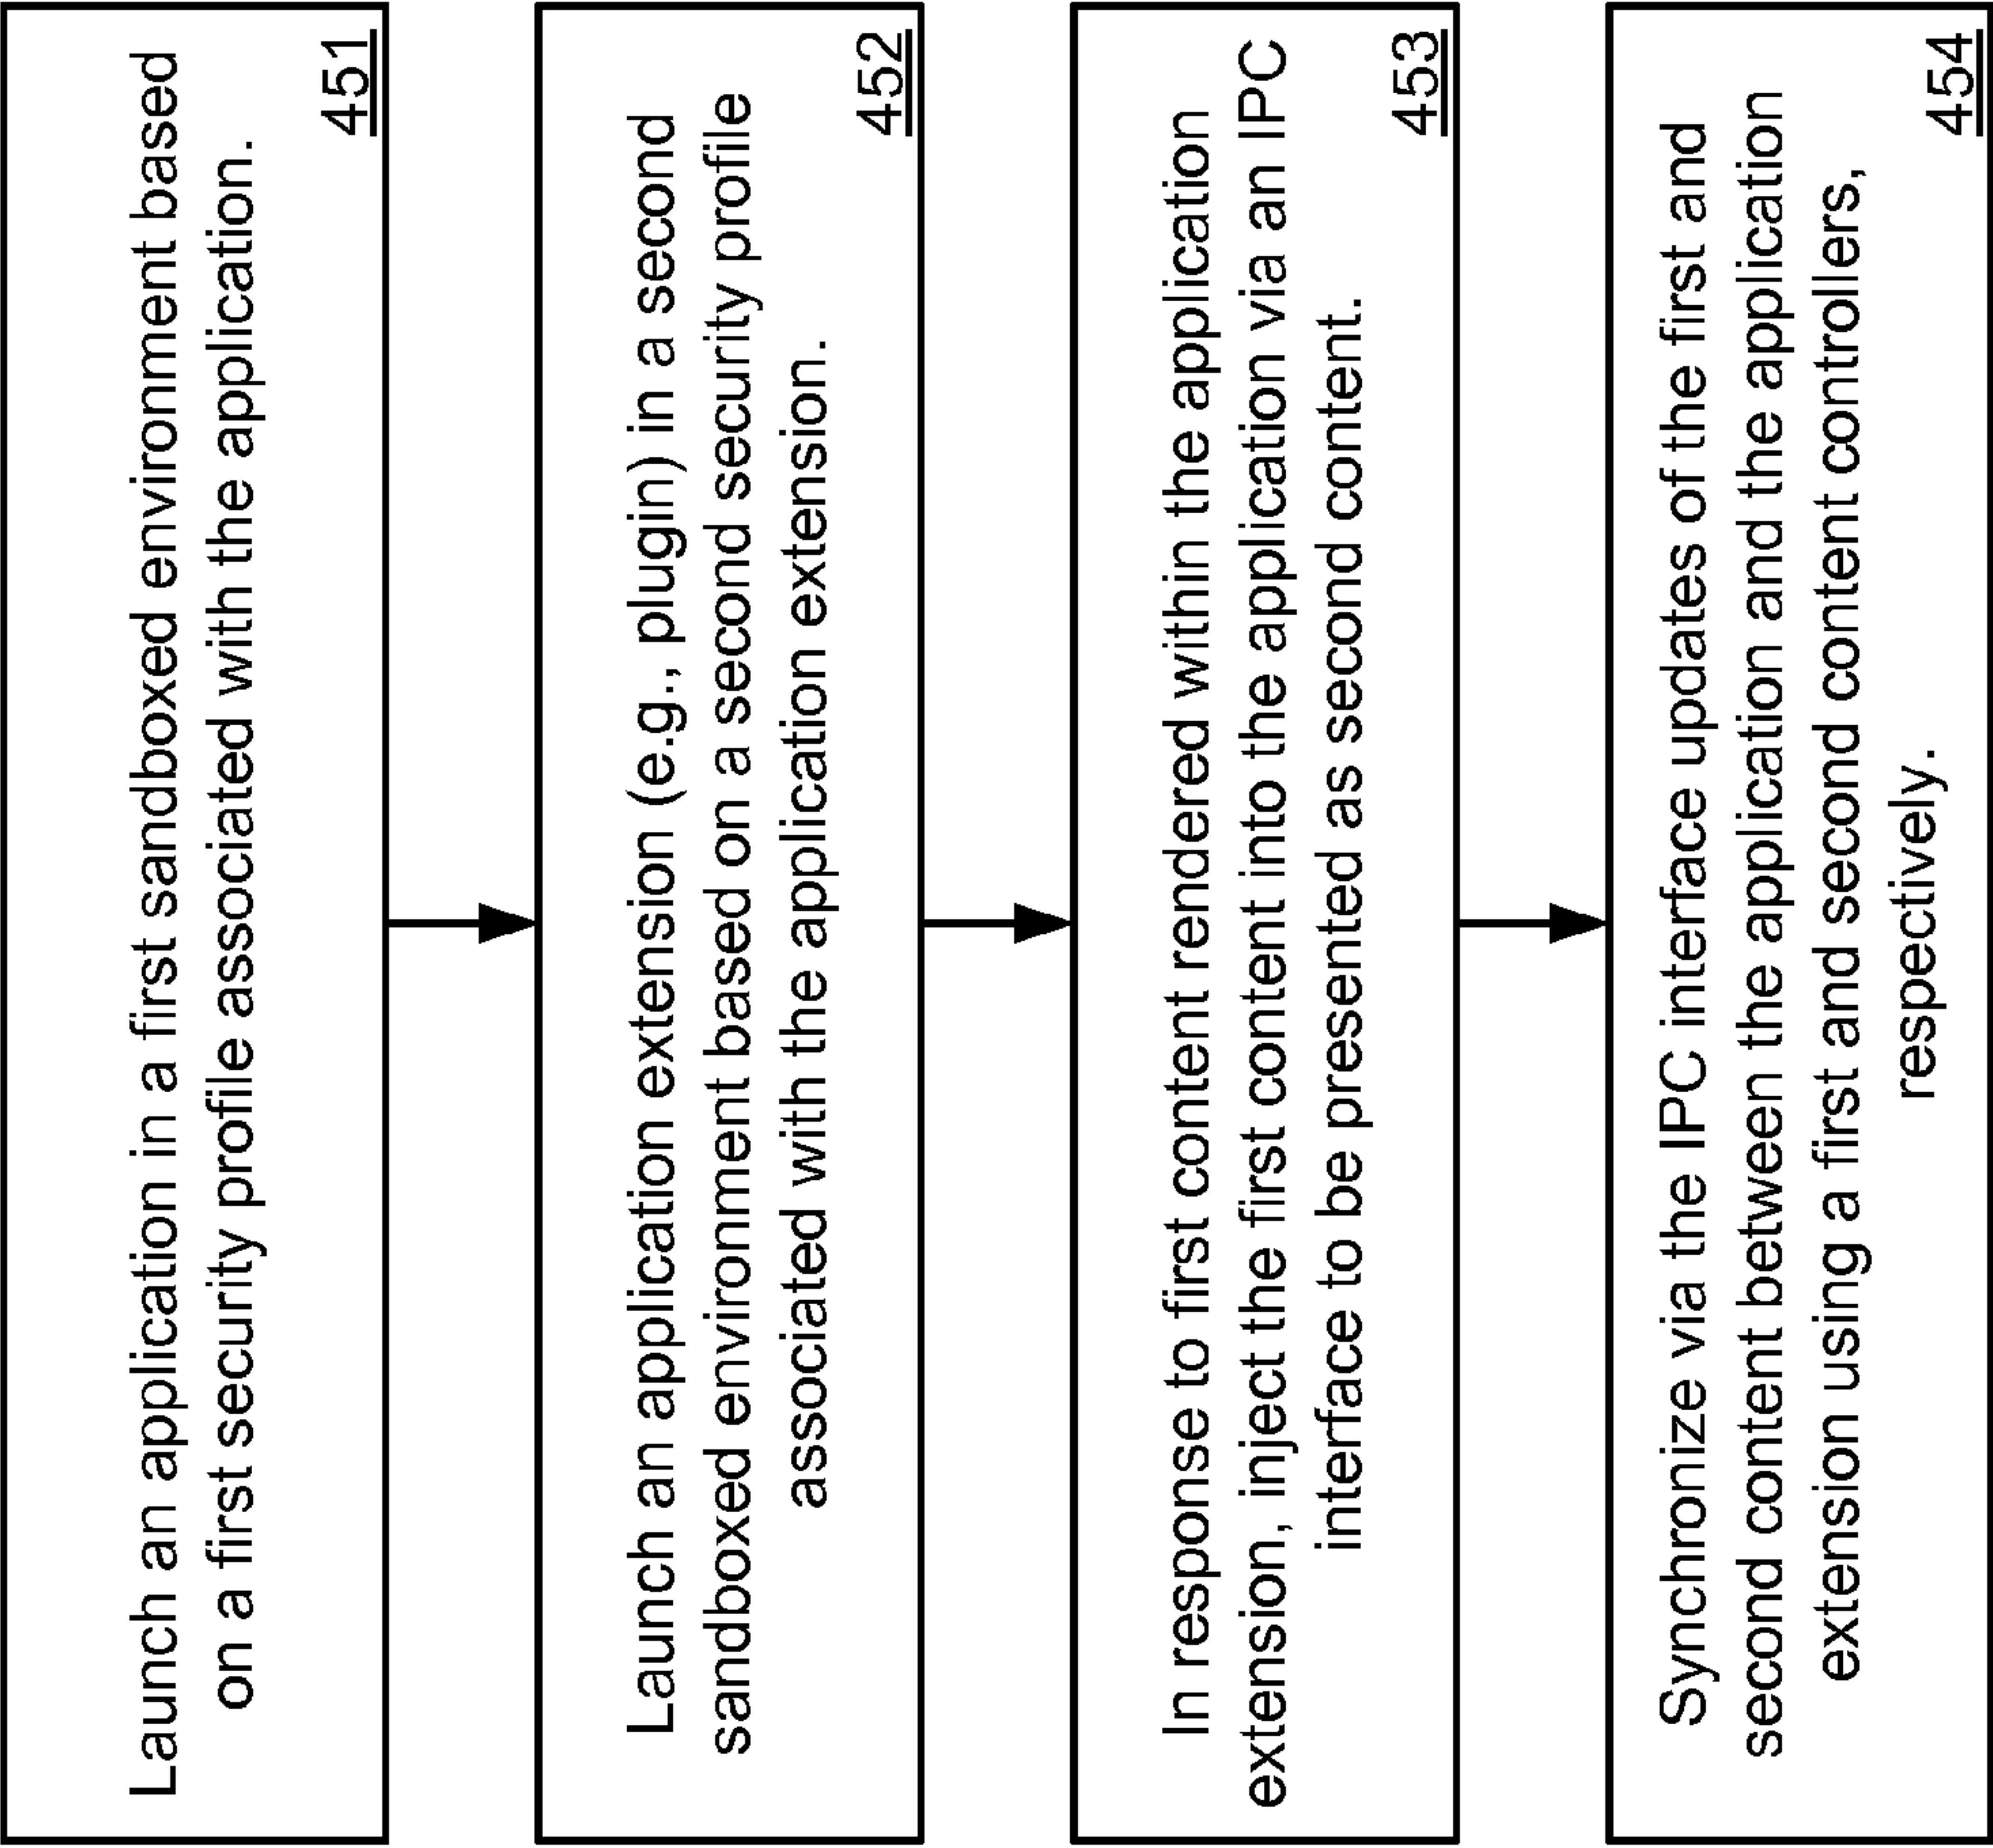 Launch an application in a first sandboxed environment based
on a first security profile associated with the application.
451
Launch an application extension (e.g., plugin) in a second
sandboxed environment based on a second security profile
associated with the application extension.
452
In response to first content rendered within the application
extension, inject the first content into the application via an IPC
interface to be presented as second content.
453
Synchronize via the IPC interface updates of the first and
second content between the application and the application
extension using a first and second content controllers,
respectively.
454